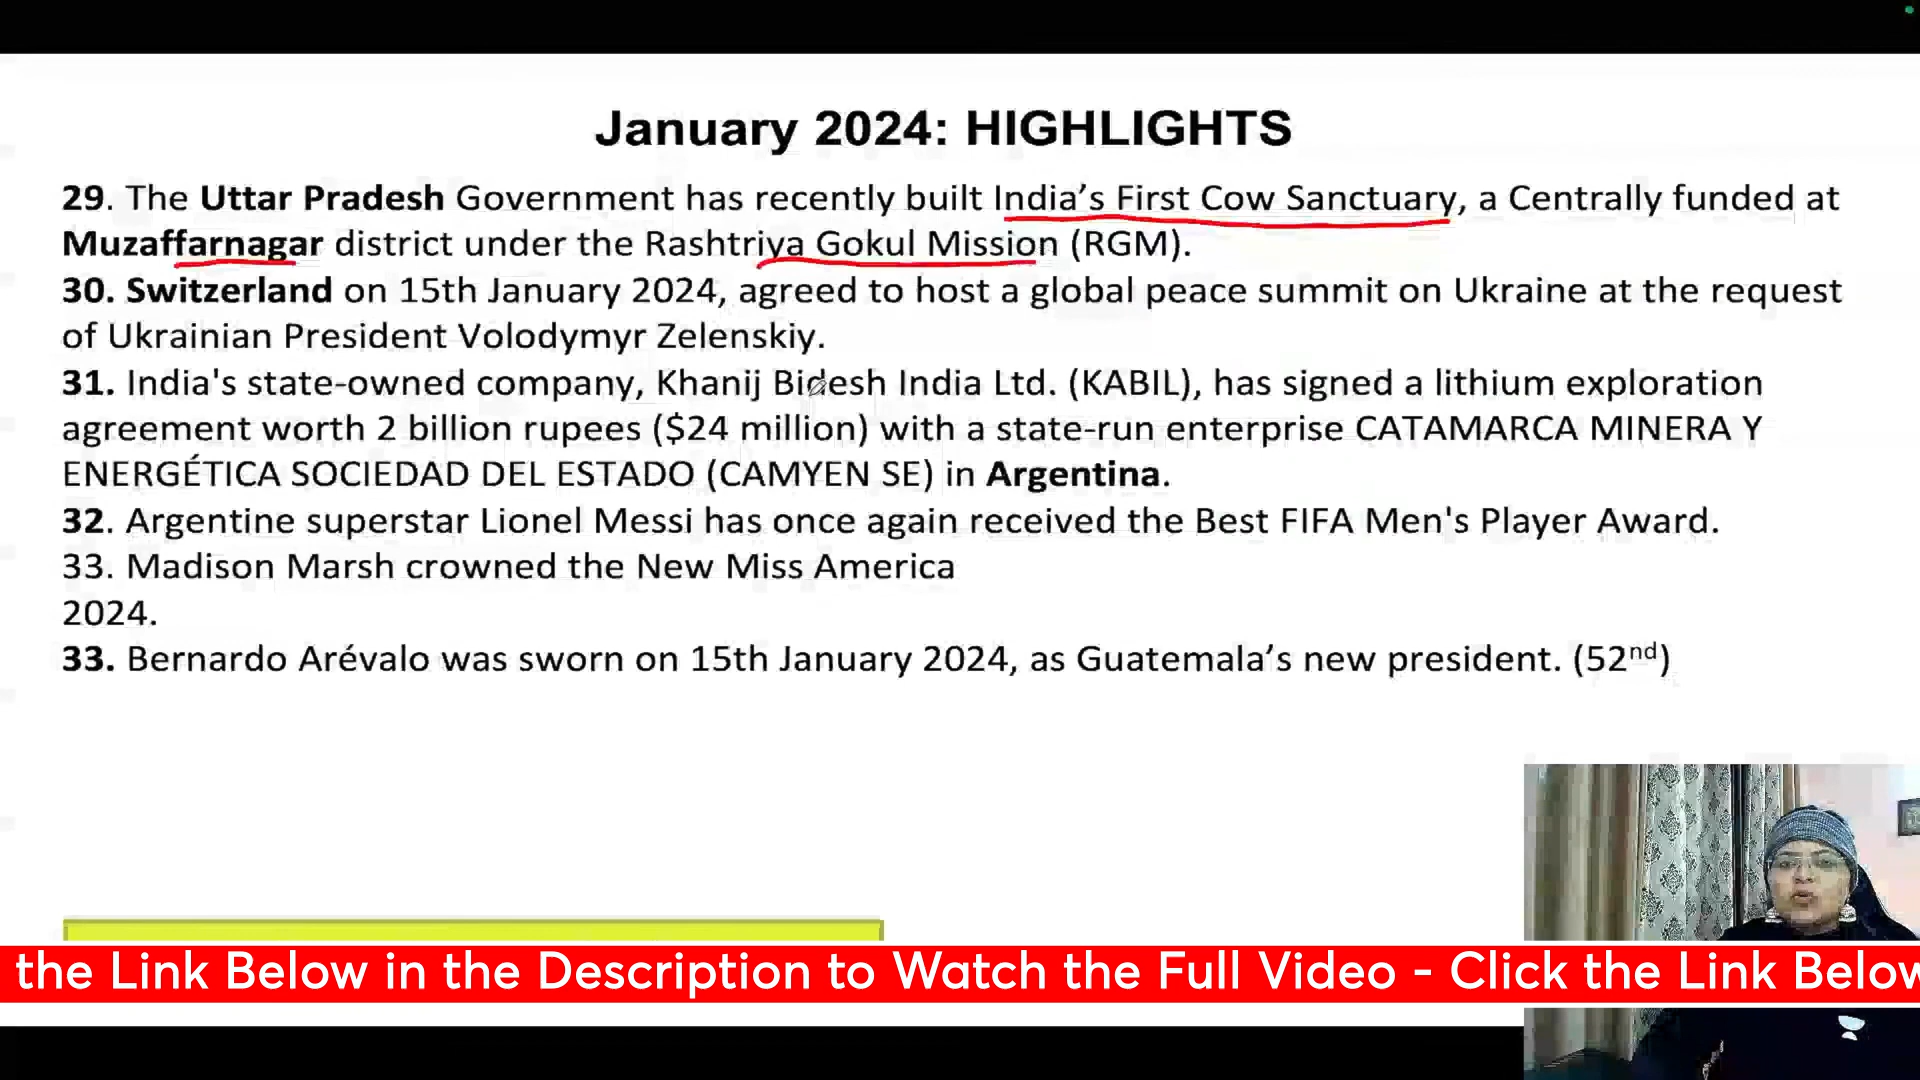 January 2024: HIGHLIGHTS
29. The Uttar Pradesh Government has recently built India’s First Cow Sanctuary, a Centrally funded at
Muzaffarnagar district under the Rashtriya Gokul Mission (RGM).
30. Switzerland on 15th January 2024, agreed to host a global peace summit on Ukraine at the request
of Ukrainian President Volodymyr Zelenskiy.
31. India's state-owned company, Khanij Bidesh India Ltd. (KABIL), has signed a lithium exploration
agreement worth 2 billion rupees ($24 million) with a state-run enterprise CATAMARCA MINERA Y
ENERGÉTICA SOCIEDAD DEL ESTADO (CAMYEN SE) in Argentina.
32. Argentine superstar Lionel Messi has once again received the Best FIFA Men's Player Award.
33. Madison Marsh crowned the New Miss America
2024.
33. Bernardo Arévalo was sworn on 15th January 2024, as Guatemala’s new president. (52nd)
the Link Below in the Description to Watch the Full Video - Click the Link Below